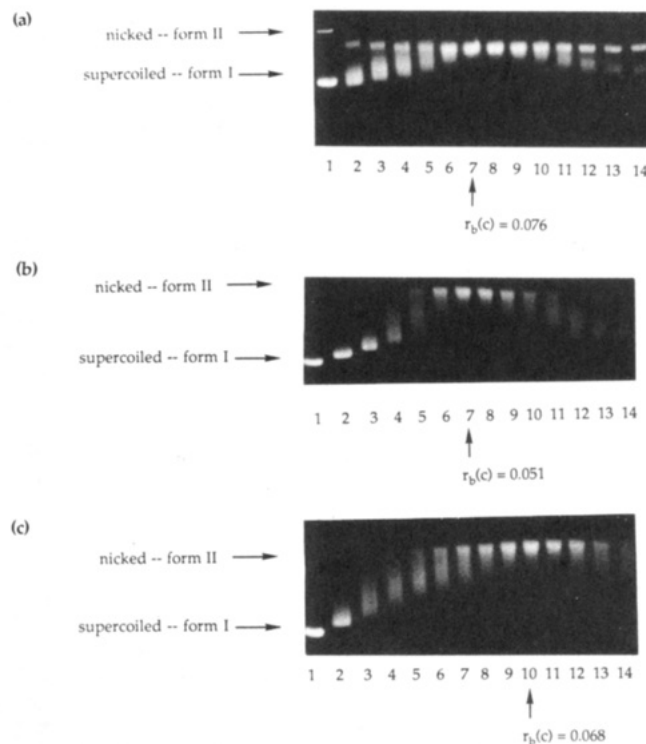 (a)
nicked -- form II
supercoiled -- form I
1 2 3 4 5 6 7 8 9 10 11 12 13 14
r_b(c) = 0.076
(b)
nicked -- form II
supercoiled -- form I
1 2 3 4 5 6 7 8 9 10 11 12 13 14
r_b(c) = 0.051
(c)
nicked -- form II
supercoiled -- form I
1 2 3 4 5 6 7 8 9 10 11 12 13 14
r_b(c) = 0.068